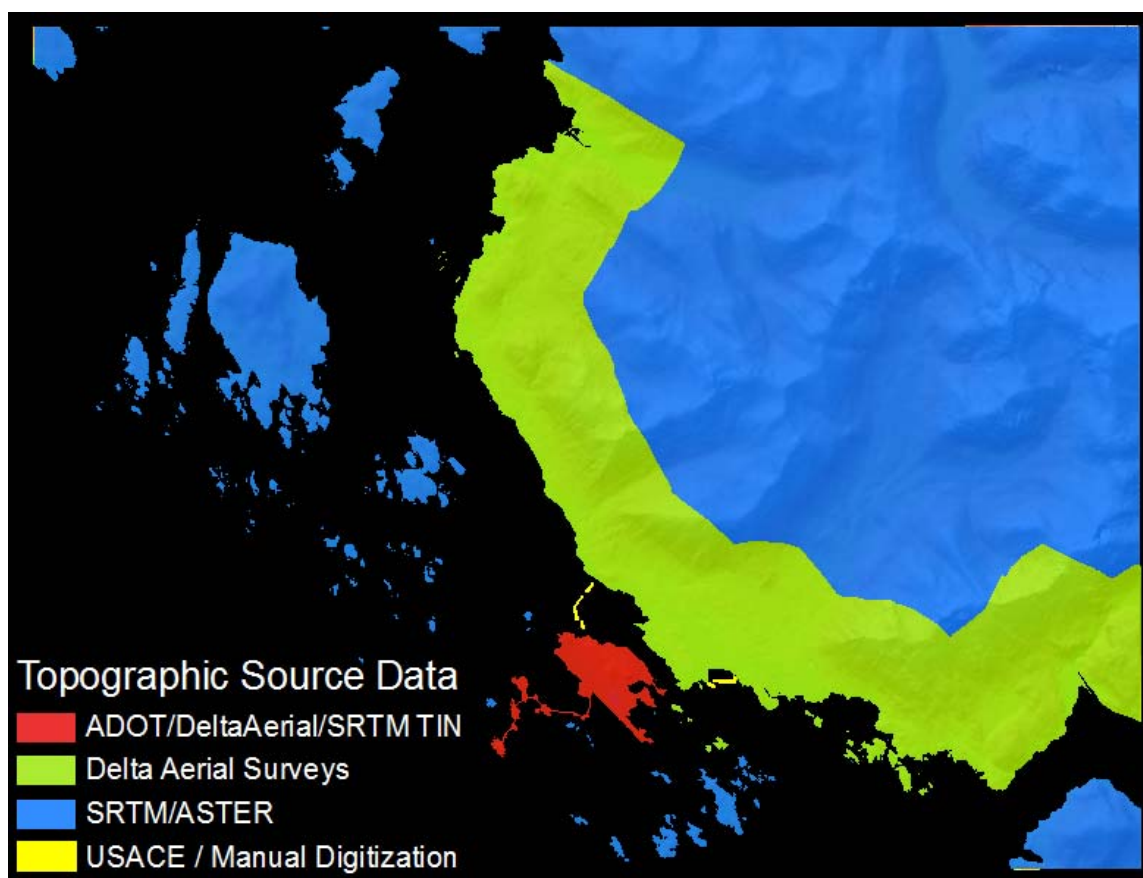 Topographic Source Data
ADOT/DeltaAerial/SRTM TIN
Delta Aerial Surveys
SRTM/ASTER
USACE / Manual Digitization